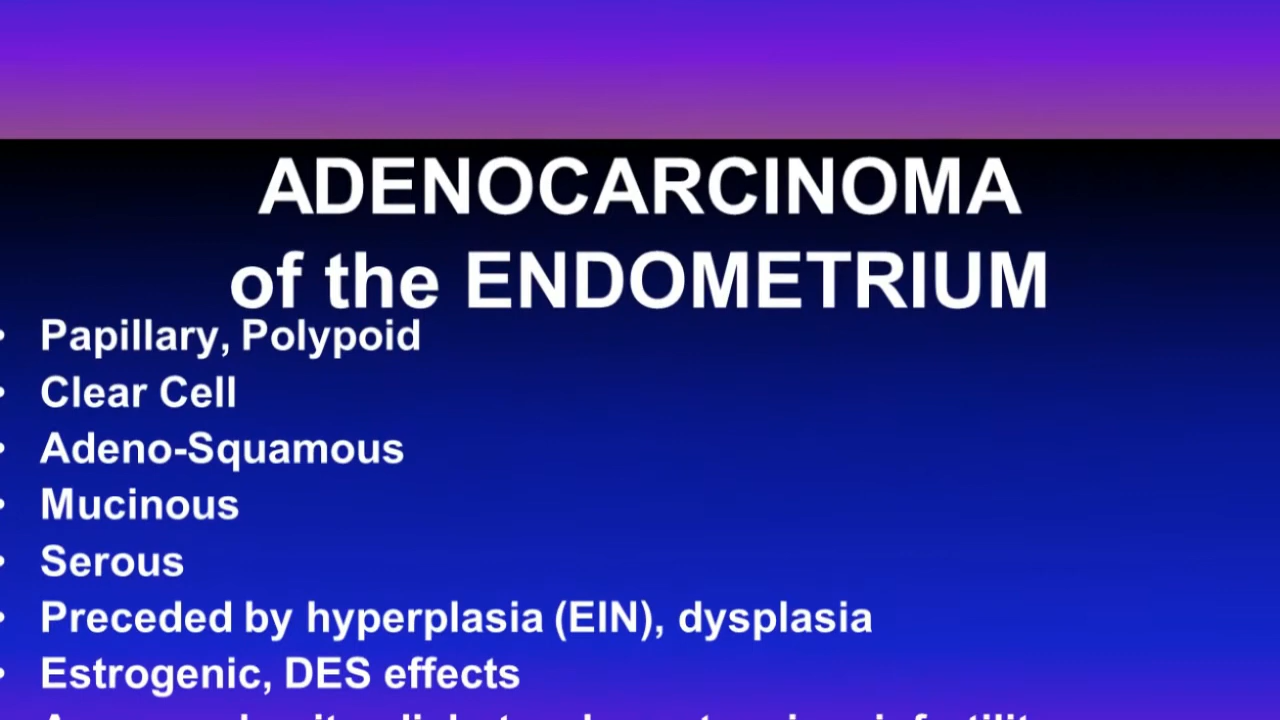 ADENOCARCINOMA
of the ENDOMETRIUM
• Papillary, Polypoid
• Clear Cell
• Adeno-Squamous
• Mucinous
• Serous
• Preceded by hyperplasia (EIN), dysplasia
• Estrogenic, DES effects